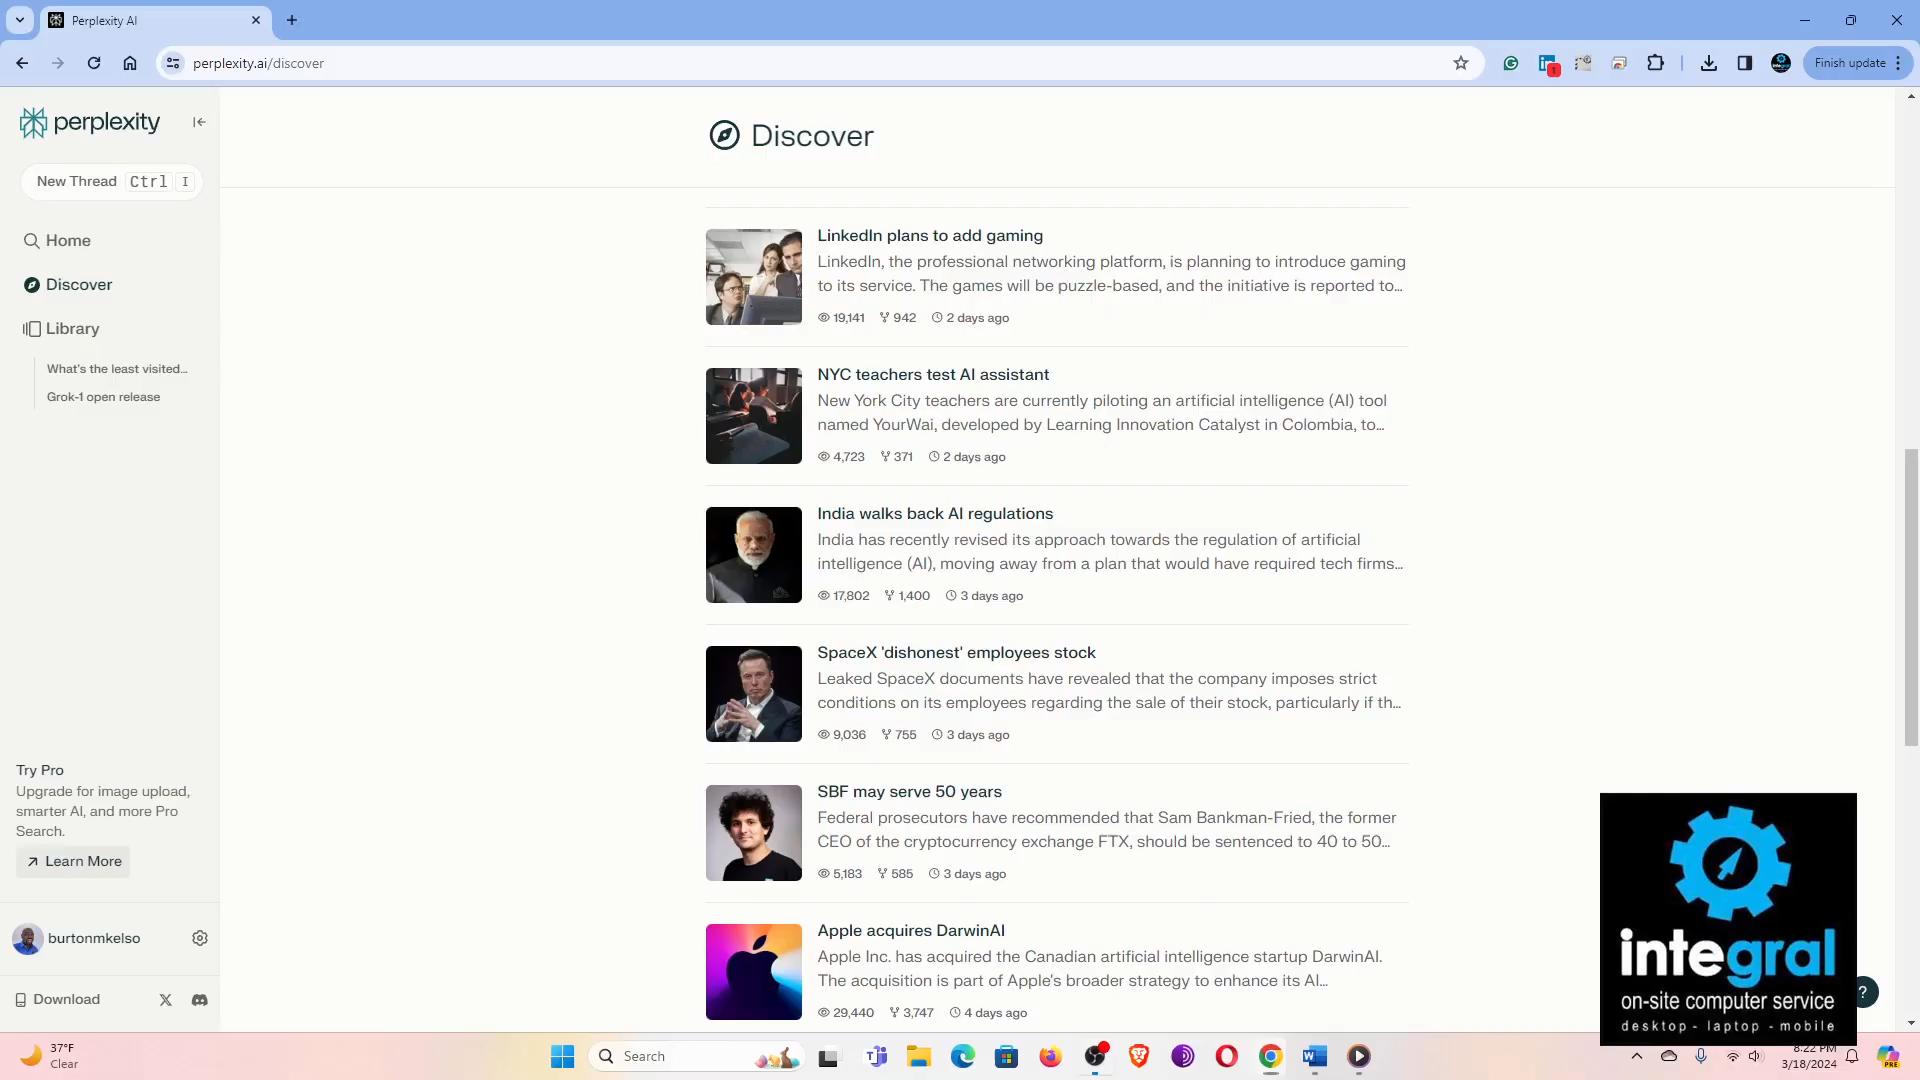 Perplexity AI
perplexity.ai/discover
1
Finish update
perplexity
New Thread Ctrl I
Home
Discover
Library
What's the least visited...
Grok-1 open release
Try Pro
Upgrade for image upload,
smarter AI, and more Pro
Search.
Learn More
burtonmkelso
Download
Discover
LinkedIn plans to add gaming
LinkedIn, the professional networking platform, is planning to introduce gaming
to its service. The games will be puzzle-based, and the initiative is reported to...
19,141 942 2 days ago
NYC teachers test AI assistant
New York City teachers are currently piloting an artificial intelligence (AI) tool
named YourWai, developed by Learning Innovation Catalyst in Colombia, to...
4,723 371 2 days ago
India walks back AI regulations
India has recently revised its approach towards the regulation of artificial
intelligence (AI), moving away from a plan that would have required tech firms...
17,802 1,400 3 days ago
SpaceX 'dishonest' employees stock
Leaked SpaceX documents have revealed that the company imposes strict
conditions on its employees regarding the sale of their stock, particularly if th...
9,036 755 3 days ago
SBF may serve 50 years
Federal prosecutors have recommended that Sam Bankman-Fried, the former
CEO of the cryptocurrency exchange FTX, should be sentenced to 40 to 50...
5,183 585 3 days ago
Apple acquires DarwinAI
Apple Inc. has acquired the Canadian artificial intelligence startup DarwinAI.
The acquisition is part of Apple's broader strategy to enhance its AI...
29,440 3,747 4 days ago
integral
on-site computer service
desktop - laptop - mobile
?
37°F
Clear
Search
8:22 PM
3/18/2024
PRE